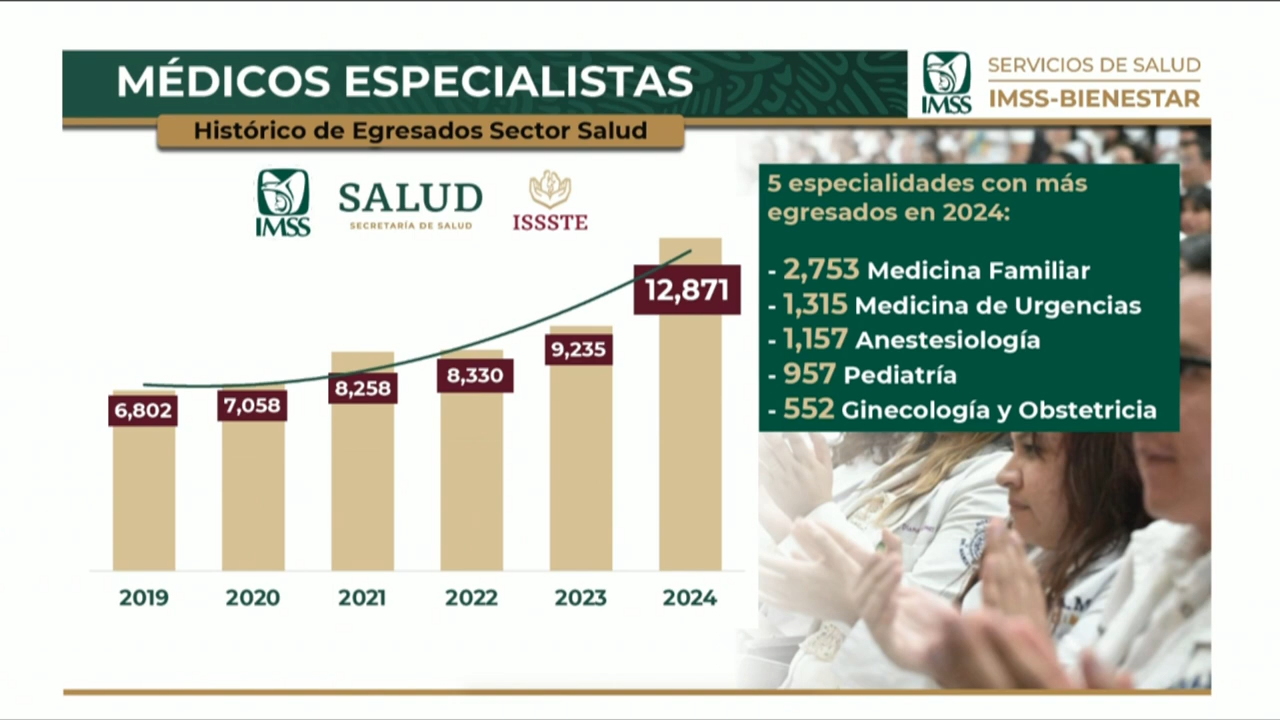 MÉDICOS ESPECIALISTAS
Histórico de Egresados Sector Salud
IMSS
SERVICIOS DE SALUD
IMSS-BIENESTAR
IMSS
SALUD
SECRETARÍA DE SALUD
ISSSTE
6,802
7,058
8,258
8,330
9,235
12,871
2019
2020
2021
2022
2023
2024
5 especialidades con más
egresados en 2024:
- 2,753 Medicina Familiar
- 1,315 Medicina de Urgencias
- 1,157 Anestesiología
- 957 Pediatría
- 552 Ginecología y Obstetricia